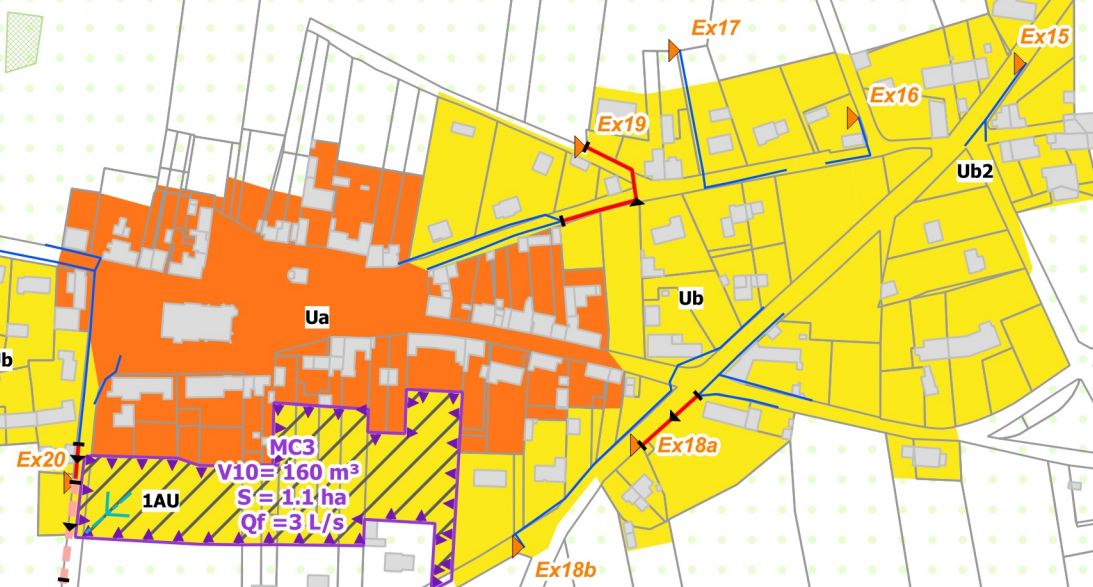 Ex17
Ex15
Ex16
Ex19
Ub2
Ub
Ua
b
MC3
V10= 160 m³
S = 1.1 ha
Qf =3 L/s
Ex20
1AU
Ex18a
Ex18b